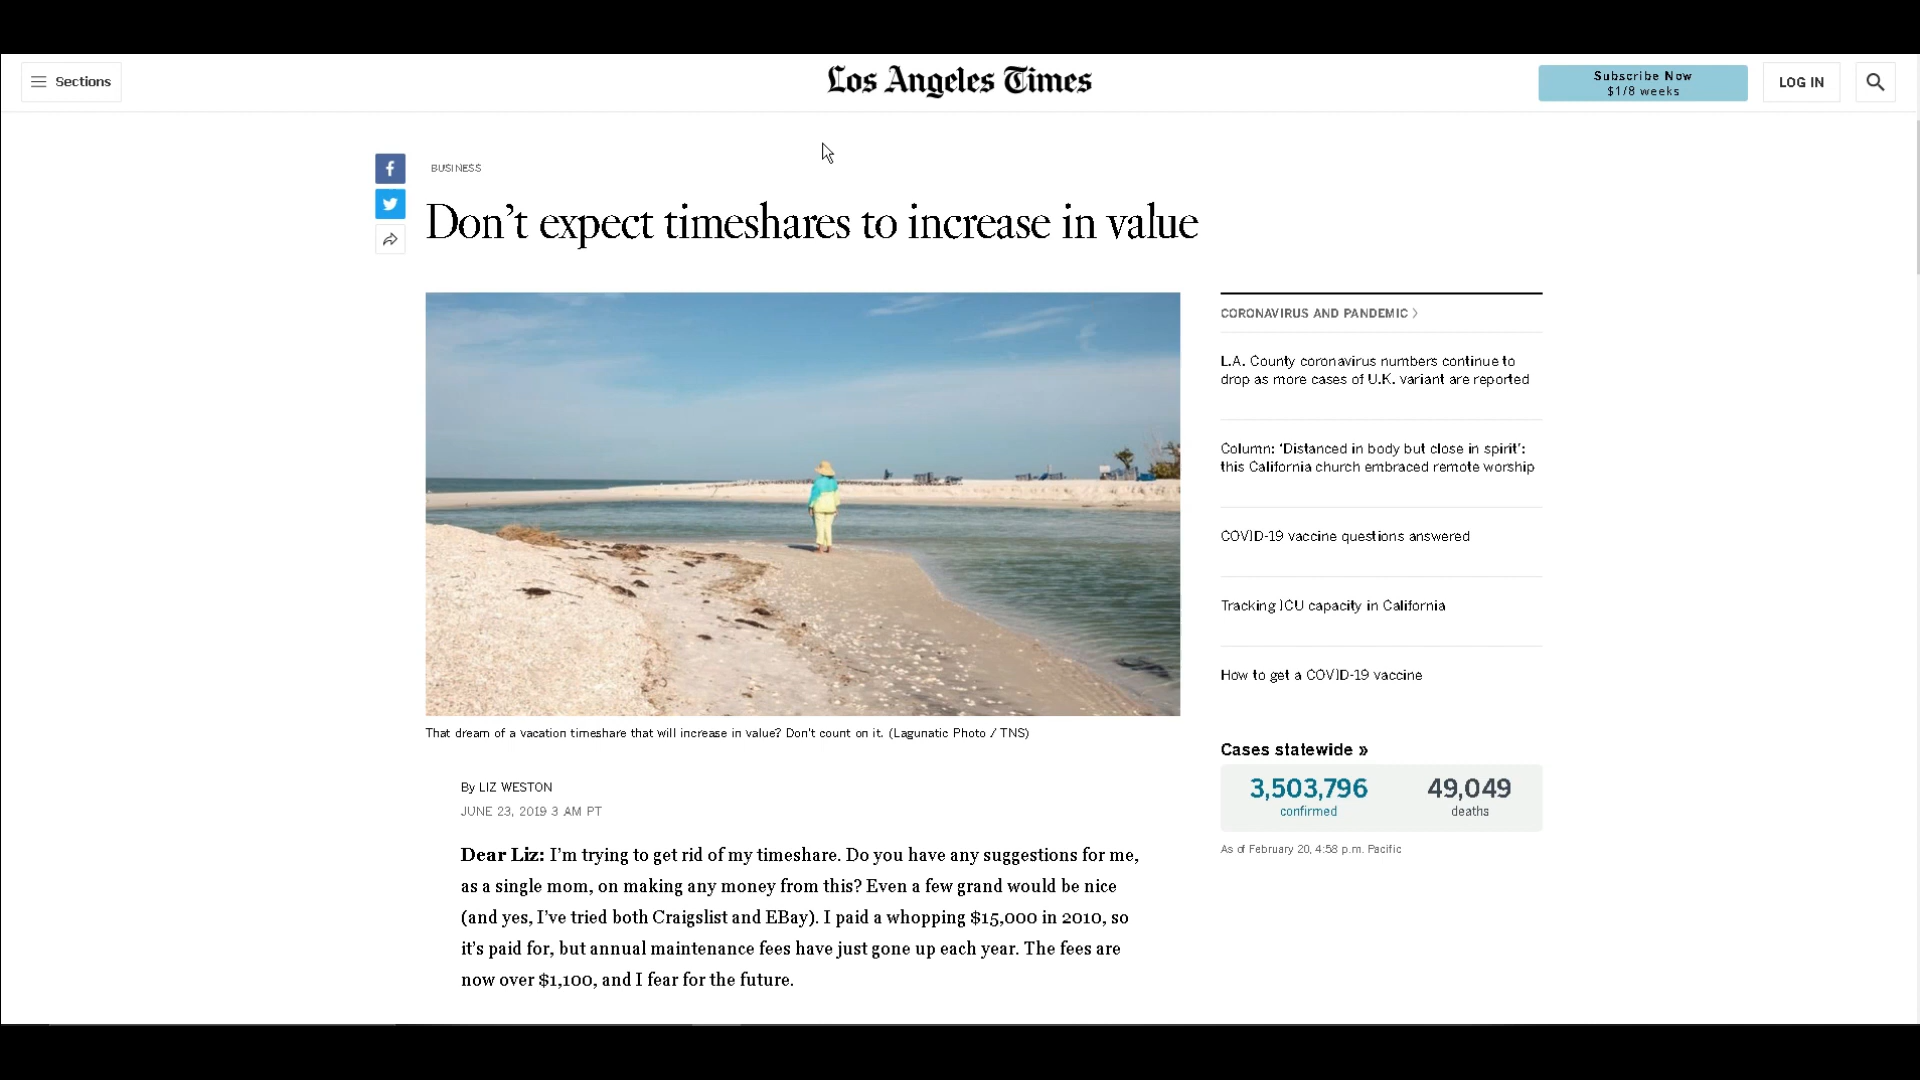 Sections
Los Angeles Times
Subscribe Now
$1/8 weeks
LOG IN
BUSINESS
Don't expect timeshares to increase in value
That dream of a vacation timeshare that will increase in value? Don't count on it. (Lagunatic Photo / TNS)
By LIZ WESTON
JUNE 23, 2019 3 AM PT
Dear Liz: I'm trying to get rid of my timeshare. Do you have any suggestions for me,
as a single mom, on making any money from this? Even a few grand would be nice
(and yes, I've tried both Craigslist and EBay). I paid a whopping $15,000 in 2010, so
it's paid for, but annual maintenance fees have just gone up each year. The fees are
now over $1,100, and I fear for the future.
CORONAVIRUS AND PANDEMIC >
L.A. County coronavirus numbers continue to
drop as more cases of U.K. variant are reported
Column: 'Distanced in body but close in spirit':
this California church embraced remote worship
COVID-19 vaccine questions answered
Tracking ICU capacity in California
How to get a COVID-19 vaccine
Cases statewide »
3,503,796 49,049
confirmed deaths
As of February 20, 4:58 p.m. Pacific